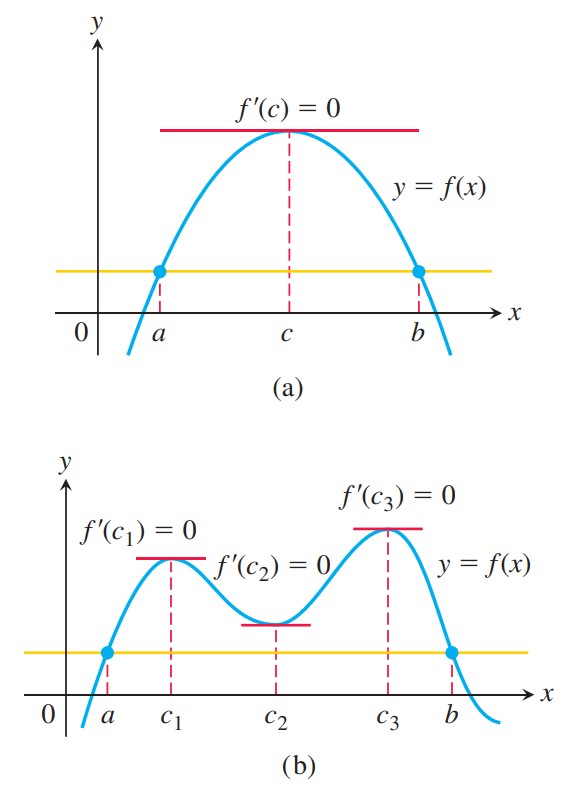 y
f′(c) = 0
y = f(x)
0 a c b x
(a)
y
f′(c₃) = 0
f′(c₁) = 0
f′(c₂) = 0 y = f(x)
0 a c₁ c₂ c₃ b x
(b)